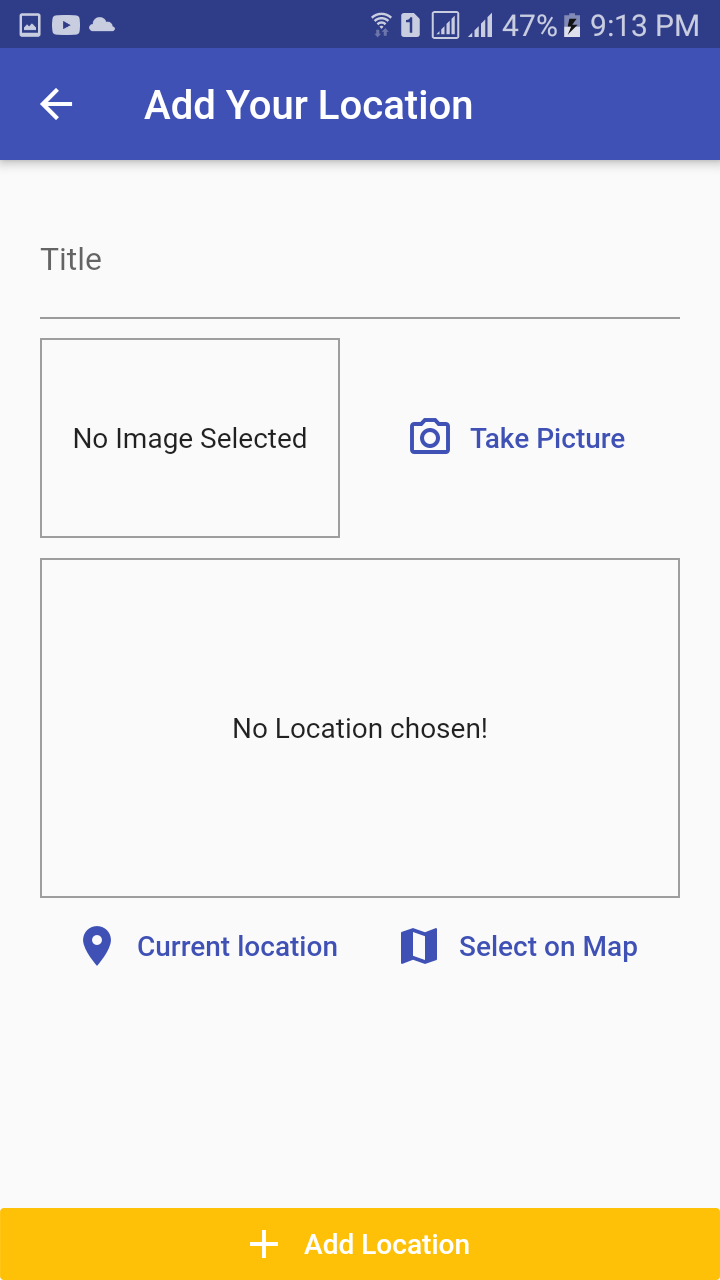 47% 9:13 PM
Add Your Location
Title
No Image Selected
Take Picture
No Location chosen!
Current location
Select on Map
Add Location